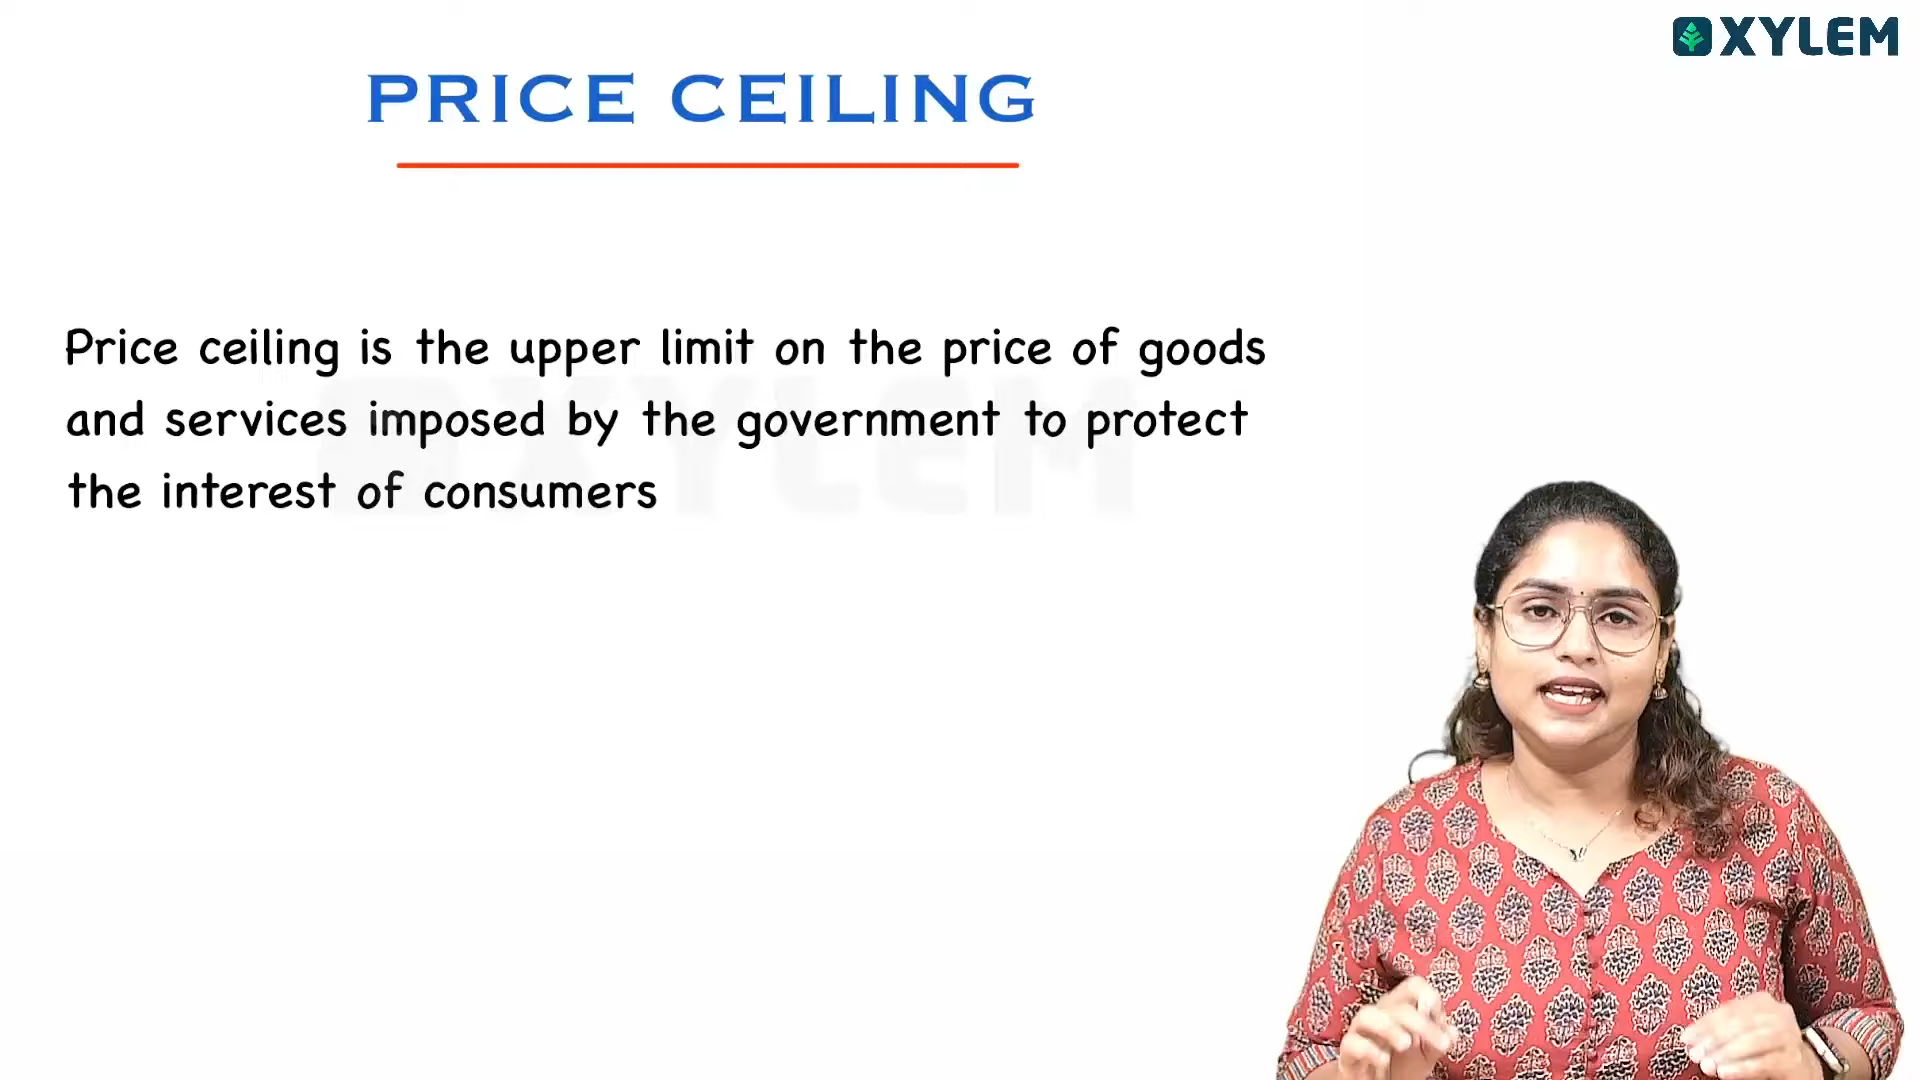 XYLEM
PRICE CEILING
Price ceiling is the upper limit on the price of goods
and services imposed by the government to protect
the interest of consumers
XYLEM